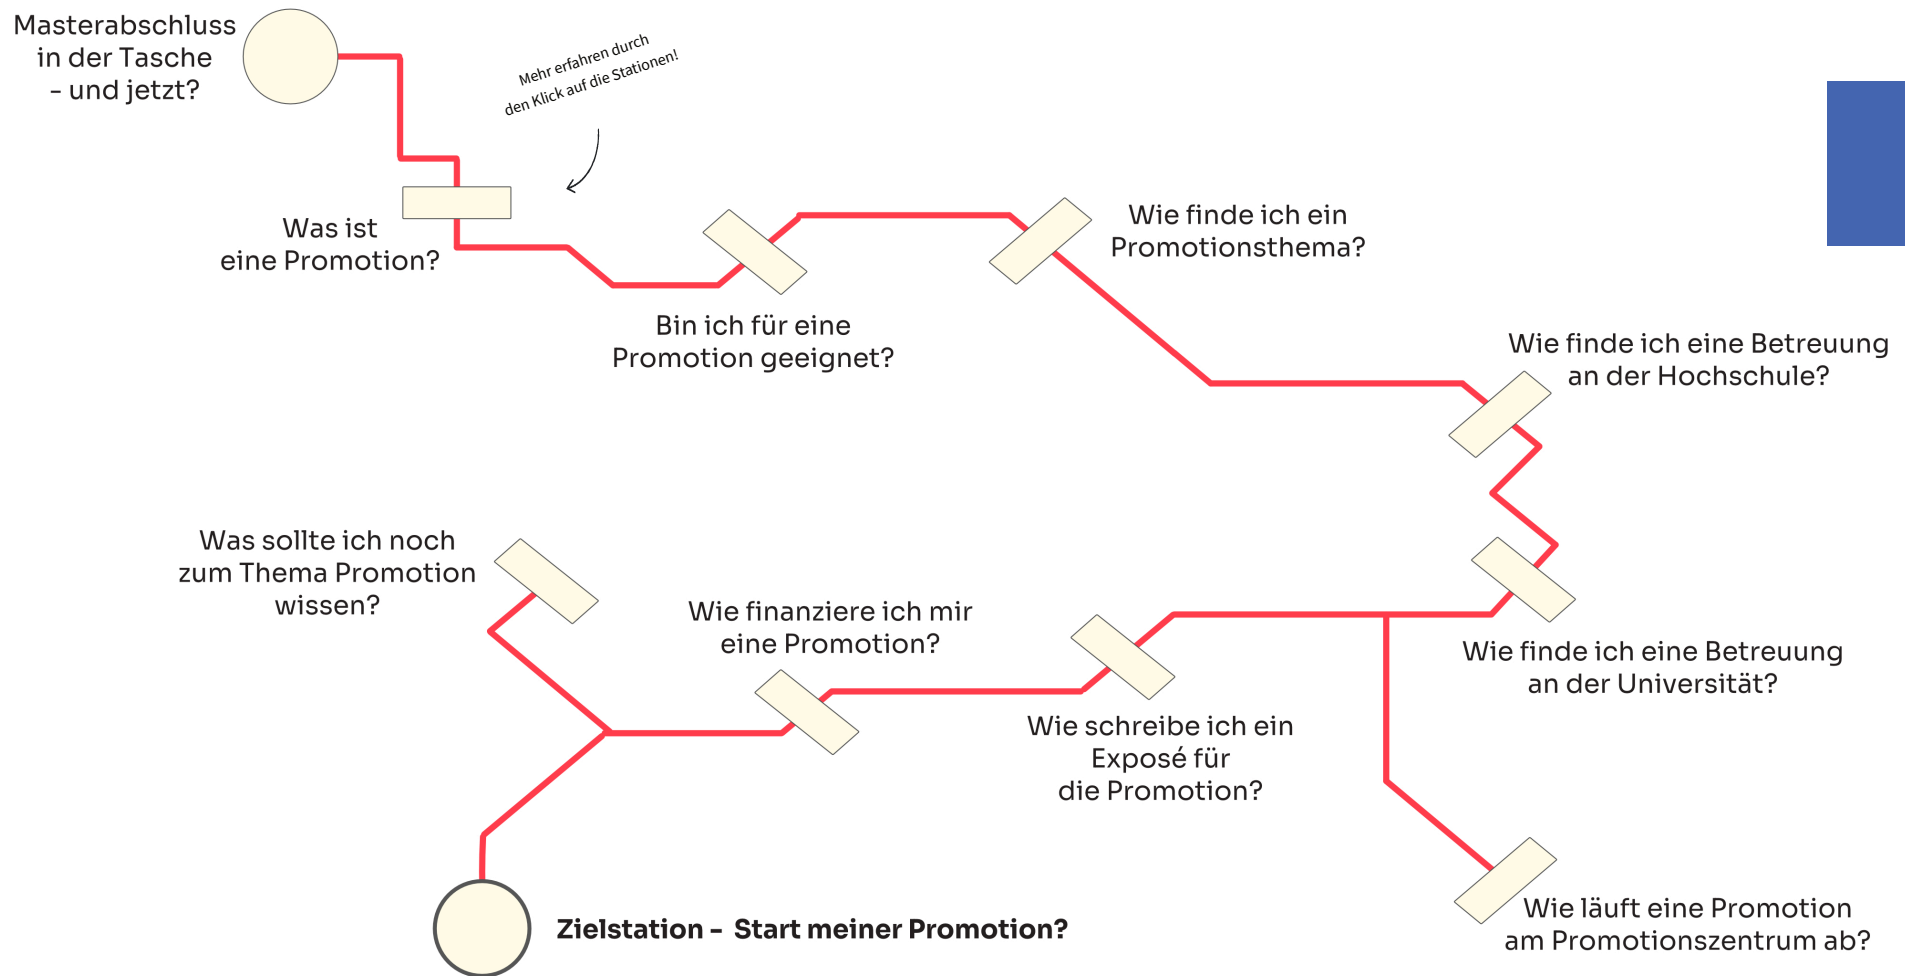 Masterabschluss
in der Tasche
- und jetzt?
Mehr erfahren durch
den Klick auf die Stationen!
Was ist
eine Promotion?
Bin ich für eine
Promotion geeignet?
Wie finde ich ein
Promotionsthema?
Wie finde ich eine Betreuung
an der Hochschule?
Wie finde ich eine Betreuung
an der Universität?
Wie läuft eine Promotion
am Promotionszentrum ab?
Wie schreibe ich ein
Exposé für
die Promotion?
Wie finanziere ich mir
eine Promotion?
Was sollte ich noch
zum Thema Promotion
wissen?
Zielstation - Start meiner Promotion?